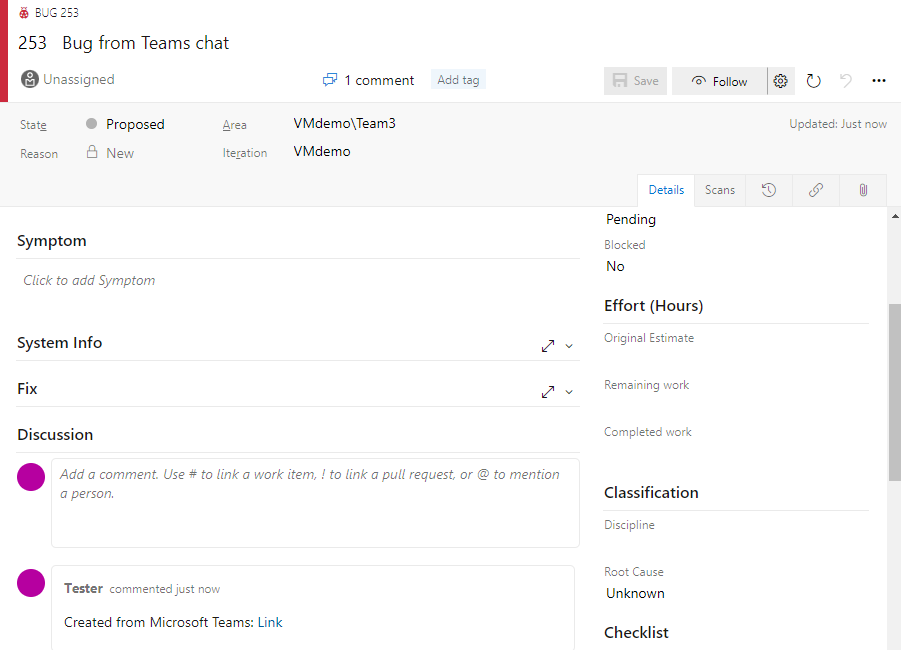 BUG 253
253 Bug from Teams chat
Unassigned
1 comment
Add tag
Save
Follow
State
Proposed
Area
VMdemo\Team3
Updated: Just now
Reason
New
Iteration
VMdemo
Details
Scans
Symptom
Click to add Symptom
System Info
Fix
Discussion
Add a comment. Use # to link a work item, ! to link a pull request, or @ to mention
a person.
Tester commented just now
Created from Microsoft Teams: Link
Pending
Blocked
No
Effort (Hours)
Original Estimate
Remaining work
Completed work
Classification
Discipline
Root Cause
Unknown
Checklist